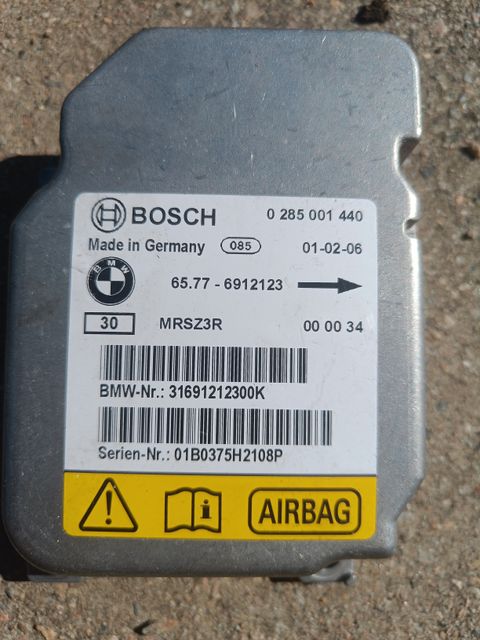 BOSCH 0 285 001 440
Made in Germany 085 01-02-06
BMW 65.77 - 6912123
30 MRSZ3R 00 00 34
BMW-Nr.: 31691212300K
Serien-Nr.: 01B0375H2108P
AIRBAG